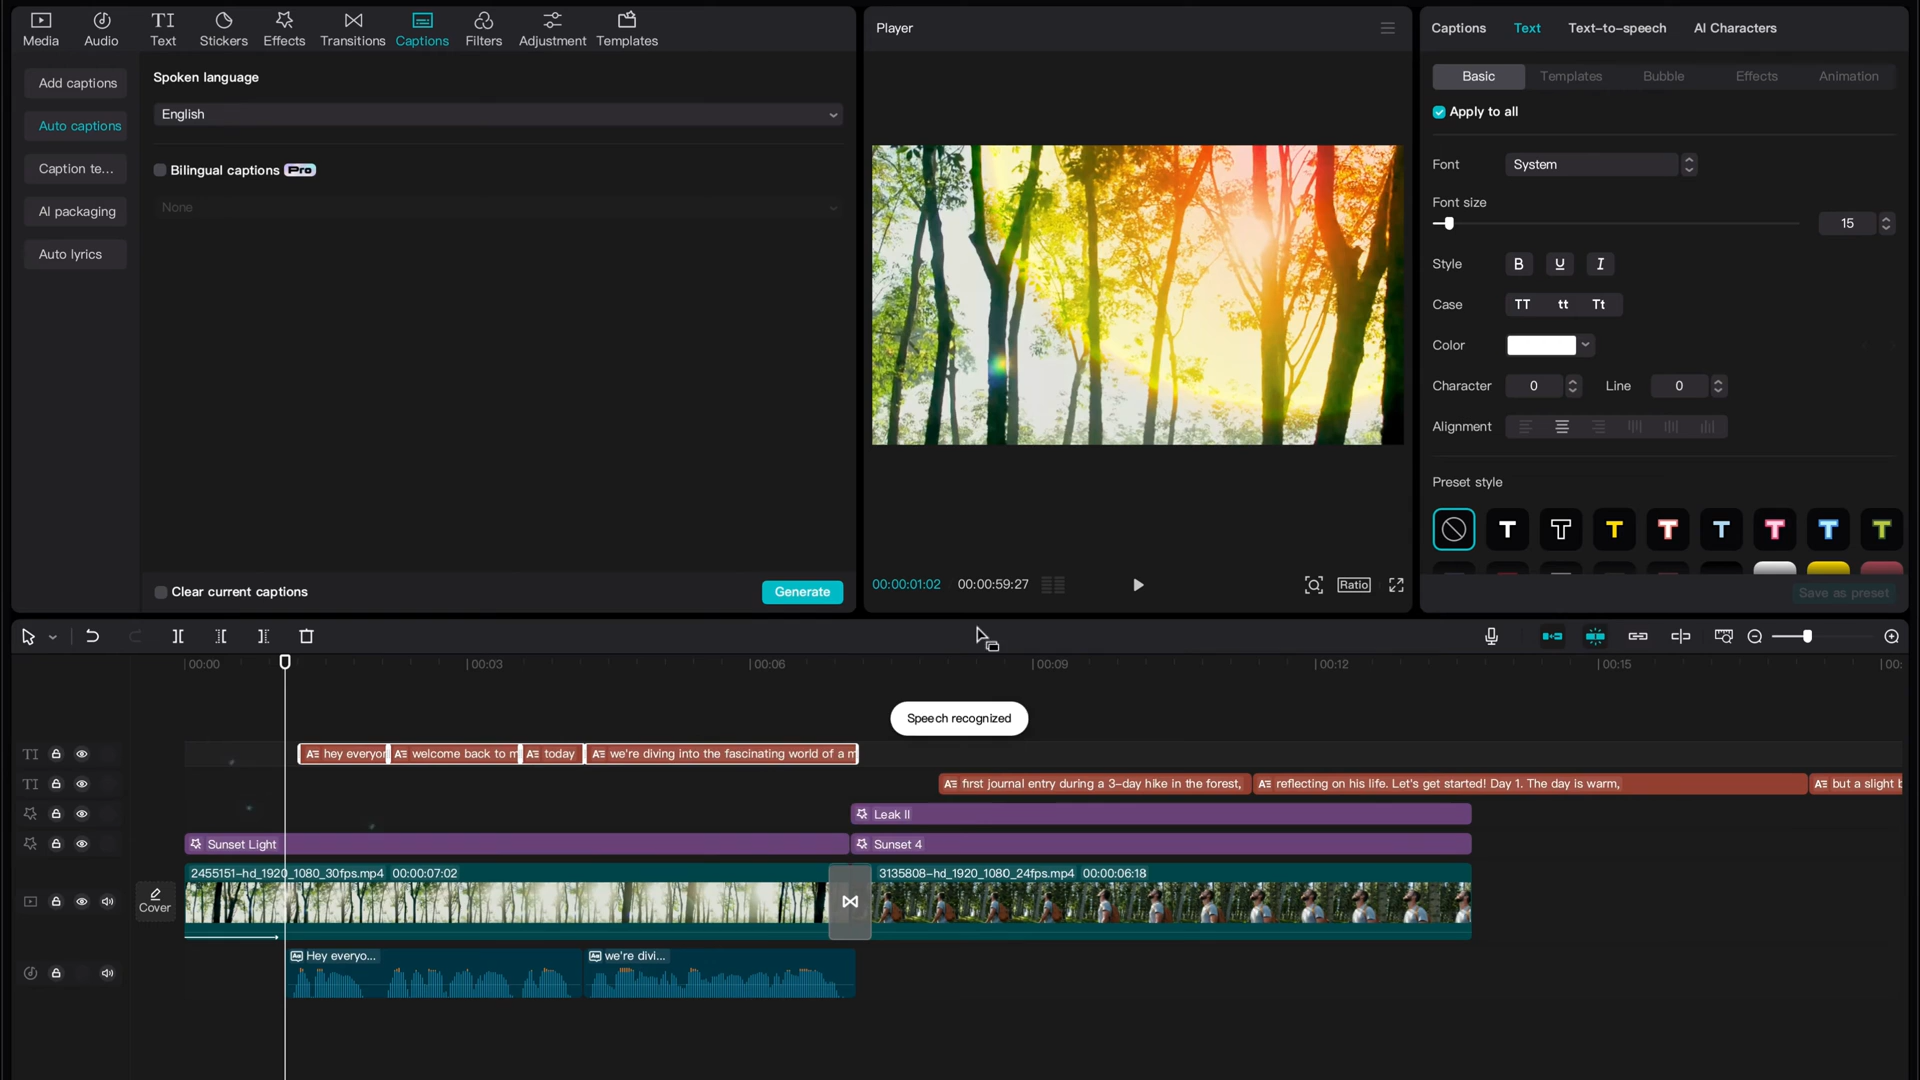 Media Audio Text Stickers Effects Transitions Captions Filters Adjustment Templates
Add captions
Auto captions
Caption te...
AI packaging
Auto lyrics
Spoken language
English
Bilingual captions Pro
None
Clear current captions
Generate
Player
00:00:01:02 00:00:59:27
Ratio
Captions Text Text-to-speech AI Characters
Basic Templates Bubble Effects Animation
Apply to all
Font System
Font size
15
Style B U I
Case TT tt Tt
Color
Character 0 Line 0
Alignment
Preset style
T T T T T T T T
Save as preset
00:00 00:03 00:06 00:09 00:12 00:15 00:
Speech recognized
TI A hey everyon A welcome back to m A today A we're diving into the fascinating world of a m
TI A first journal entry during a 3-day hike in the forest, A reflecting on his life. Let's get started! Day 1. The day is warm, A but a slight b
Leak II
Sunset Light Sunset 4
2455151-hd_1920_1080_30fps.mp4 00:00:07:02 3135808-hd_1920_1080_24fps.mp4 00:00:06:18
Cover
Hey everyo... we're divi...